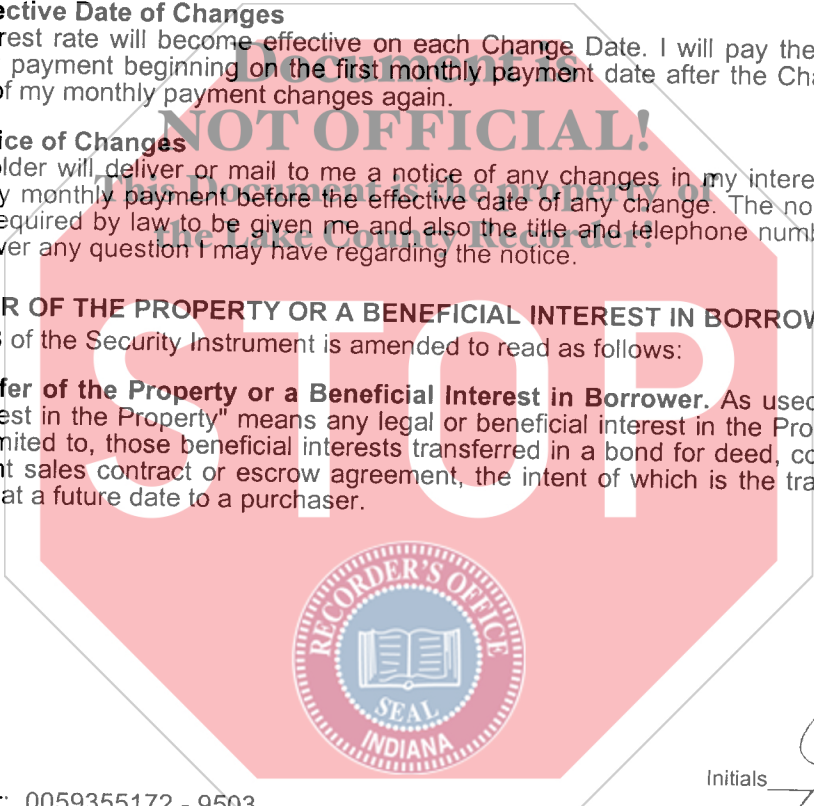 ective Date of Changes
rest rate will become effective on each Change Date. I will pay the
payment beginning on the first monthly payment date after the Cha
of my monthly payment changes again.
ice of Changes
older will deliver or mail to me a notice of any changes in my intere
y monthly payment before the effective date of any change. The no
equired by law to be given me and also the title and telephone numb
ver any question I may have regarding the notice.
R OF THE PROPERTY OR A BENEFICIAL INTEREST IN BORROW
of the Security Instrument is amended to read as follows:
fer of the Property or a Beneficial Interest in Borrower. As used
est in the Property" means any legal or beneficial interest in the Pro
mited to, those beneficial interests transferred in a bond for deed, co
nt sales contract or escrow agreement, the intent of which is the tra
at a future date to a purchaser.
Document is
NOT OFFICIAL!
This Document is the property of
the Lake County Recorder!
STOP
RECORDER'S OFFICE
SEAL
INDIANA
Initials
0059355172 - 9503